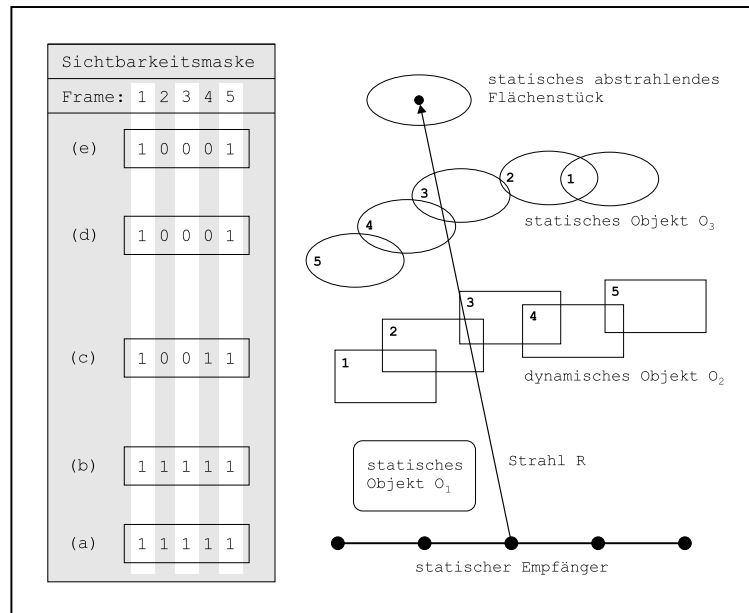 Sichtbarkeitsmaske
Frame: 1 2 3 4 5
(e) 1 0 0 0 1
(d) 1 0 0 0 1
(c) 1 0 0 1 1
(b) 1 1 1 1 1
(a) 1 1 1 1 1
statisches abstrahlendes
Flächenstück
5
4
3
2
1
statisches Objekt O₃
1
2
3
4
5
dynamisches Objekt O₂
statisches
Objekt O₁
Strahl R
statischer Empfänger